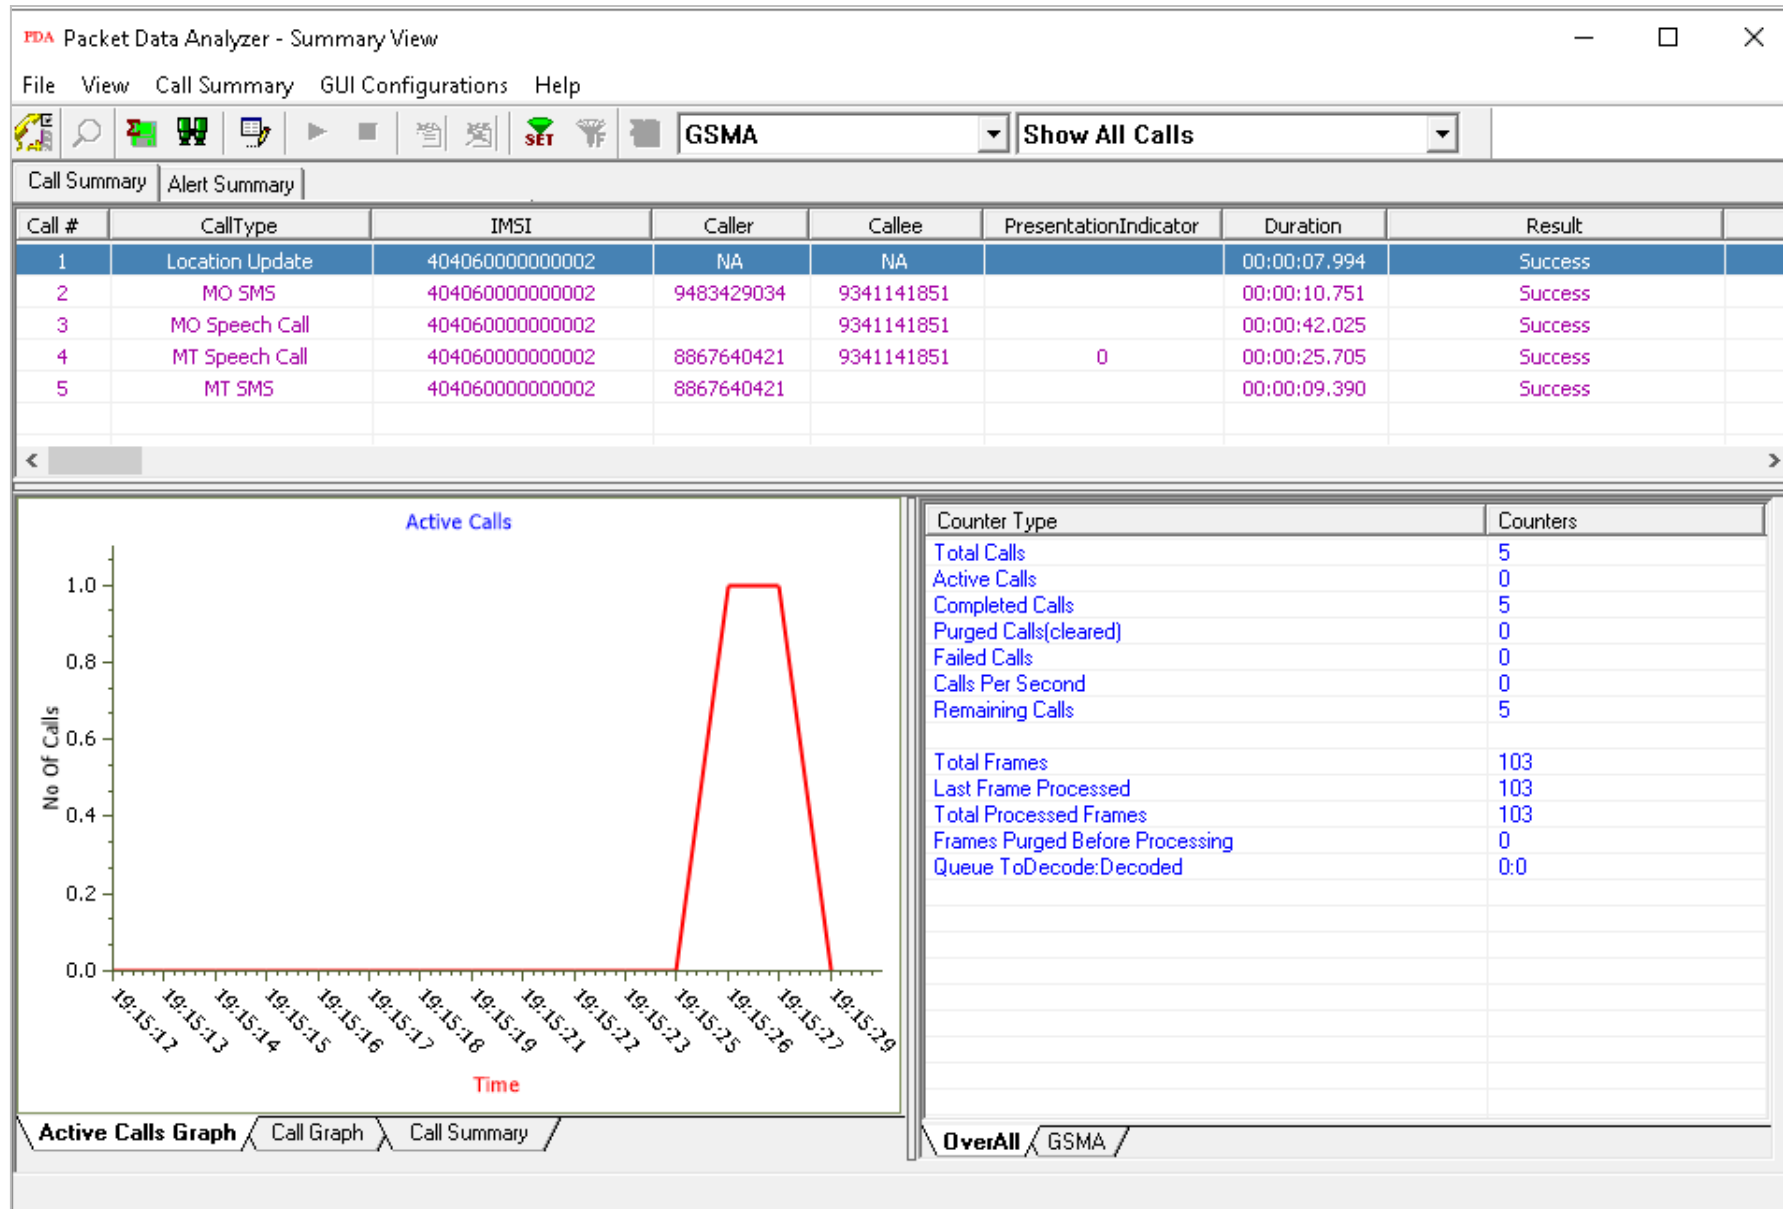 PDA Packet Data Analyzer - Summary View
File View Call Summary GUI Configurations Help
SET GSMA Show All Calls
Call Summary Alert Summary
Call # CallType IMSI Caller Callee PresentationIndicator Duration Result
1 Location Update 404060000000002 NA NA 00:00:07.994 Success
2 MO SMS 404060000000002 9483429034 9341141851 00:00:10.751 Success
3 MO Speech Call 404060000000002 9341141851 00:00:42.025 Success
4 MT Speech Call 404060000000002 8867640421 9341141851 0 00:00:25.705 Success
5 MT SMS 404060000000002 8867640421 00:00:09.390 Success
Active Calls
1.0
0.8
0.6
0.4
0.2
0.0
No Of Calls
19:15:12 19:15:13 19:15:14 19:15:15 19:15:16 19:15:17 19:15:18 19:15:19 19:15:21 19:15:22 19:15:23 19:15:25 19:15:26 19:15:27 19:15:29
Time
Active Calls Graph Call Graph Call Summary
Counter Type Counters
Total Calls 5
Active Calls 0
Completed Calls 5
Purged Calls(cleared) 0
Failed Calls 0
Calls Per Second 0
Remaining Calls 5
Total Frames 103
Last Frame Processed 103
Total Processed Frames 103
Frames Purged Before Processing 0
Queue ToDecode:Decoded 0:0
OverAll GSMA